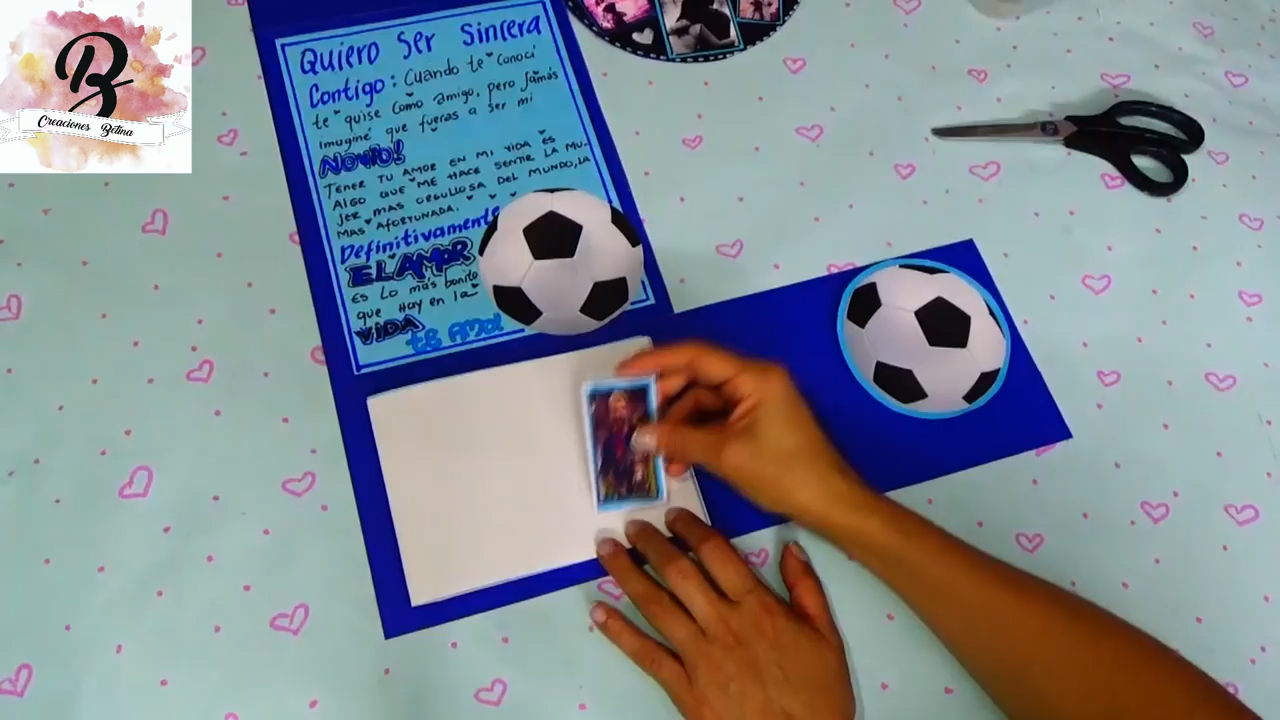 B
Creaciones Betina
Quiero Ser Sincera
Contigo: Cuando te conocí
te quise como amigo, pero jamás
imaginé que fueras a ser mi
NOVIO!
TENER TU AMOR EN MI VIDA ES
ALGO QUE ME HACE SENTIR LA MU-
JER MAS ORGULLOSA DEL MUNDO, LA
MAS AFORTUNADA.
Definitivamente
EL AMOR
es Lo más bonito
que Hay en la
VIDA
te AMO!